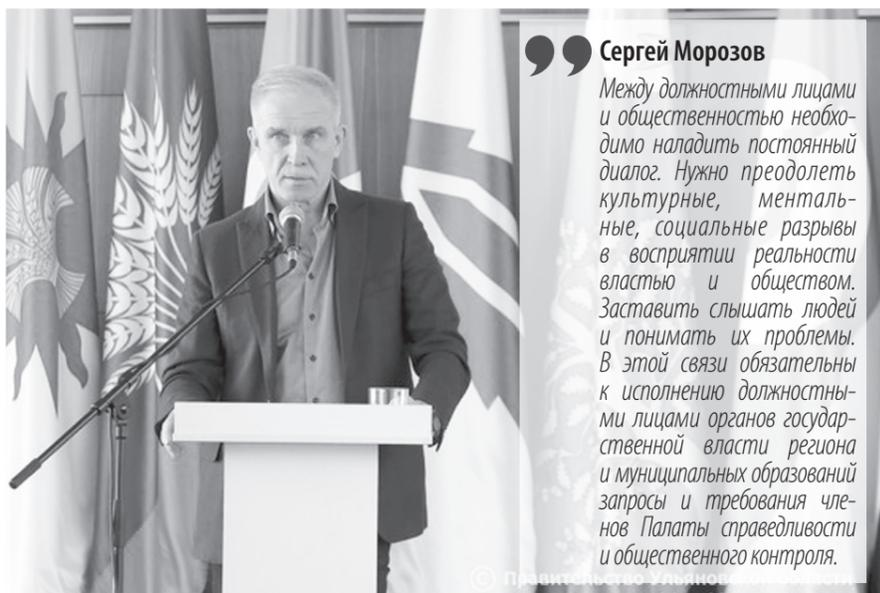 Сергей Морозов
Между должностными лицами
и общественностью необхо-
димо наладить постоянный
диалог. Нужно преодолеть
культурные, менталь-
ные, социальные разрывы
в восприятии реальности
властью и обществом.
Заставить слышать людей
и понимать их проблемы.
В этой связи обязательны
к исполнению должностны-
ми лицами органов государ-
ственной власти региона
и муниципальных образований
запросы и требования чле-
нов Палаты справедливости
и общественного контроля.
© Правительство Ульяновской области